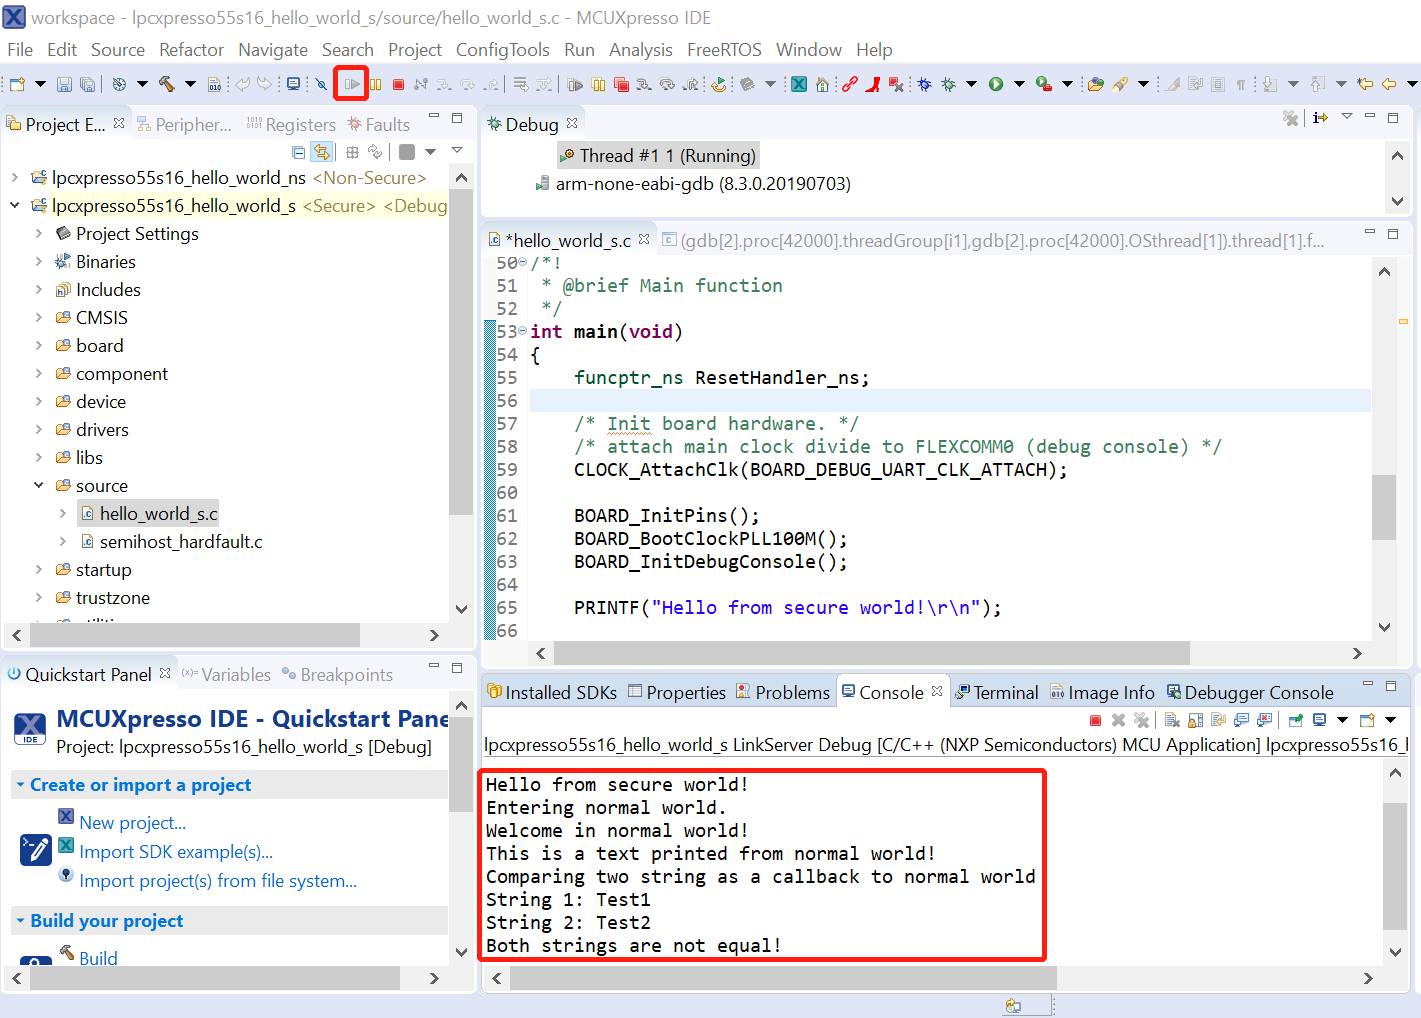 workspace - lpcxpresso55s16_hello_world_s/source/hello_world_s.c - MCUXpresso IDE
File Edit Source Refactor Navigate Search Project ConfigTools Run Analysis FreeRTOS Window Help
Project E... Peripher... Registers Faults
lpcxpresso55s16_hello_world_ns <Non-Secure>
lpcxpresso55s16_hello_world_s <Secure> <Debug
Project Settings
Binaries
Includes
CMSIS
board
component
device
drivers
libs
source
hello_world_s.c
semihost_hardfault.c
startup
trustzone
Debug
Thread #1 1 (Running)
arm-none-eabi-gdb (8.3.0.20190703)
*hello_world_s.c (gdb[2].proc[42000].threadGroup[i1],gdb[2].proc[42000].OSthread[1]).thread[1].f...
50 /*!
51 * @brief Main function
52 */
53 int main(void)
54 {
55 funcptr_ns ResetHandler_ns;
56
57 /* Init board hardware. */
58 /* attach main clock divide to FLEXCOMM0 (debug console) */
59 CLOCK_AttachClk(BOARD_DEBUG_UART_CLK_ATTACH);
60
61 BOARD_InitPins();
62 BOARD_BootClockPLL100M();
63 BOARD_InitDebugConsole();
64
65 PRINTF("Hello from secure world!\r\n");
66
Quickstart Panel (x)= Variables Breakpoints
MCUXpresso IDE - Quickstart Pane
IDE
Project: lpcxpresso55s16_hello_world_s [Debug]
Create or import a project
New project...
Import SDK example(s)...
Import project(s) from file system...
Build your project
Build
Installed SDKs Properties Problems Console Terminal Image Info Debugger Console
lpcxpresso55s16_hello_world_s LinkServer Debug [C/C++ (NXP Semiconductors) MCU Application] lpcxpresso55s16_l
Hello from secure world!
Entering normal world.
Welcome in normal world!
This is a text printed from normal world!
Comparing two string as a callback to normal world
String 1: Test1
String 2: Test2
Both strings are not equal!